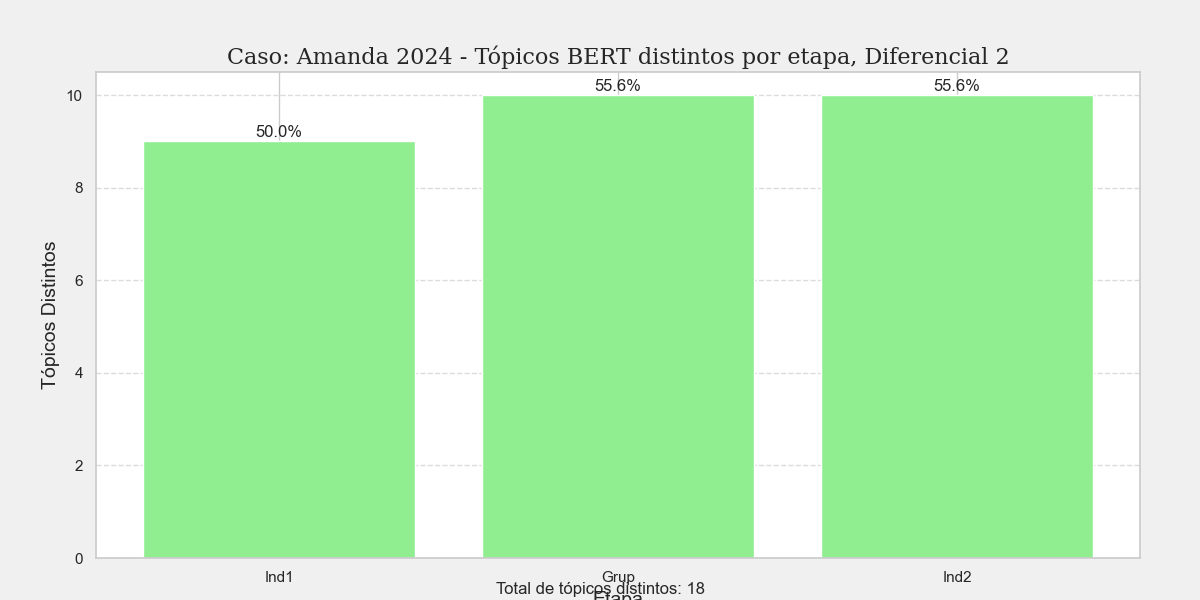 Caso: Amanda 2024 - Tópicos BERT distintos por etapa, Diferencial 2
55.6%
55.6%
50.0%
10
8
6
4
2
0
Tópicos Distintos
Ind1
Grup
Ind2
Total de tópicos distintos: 18
Etapa